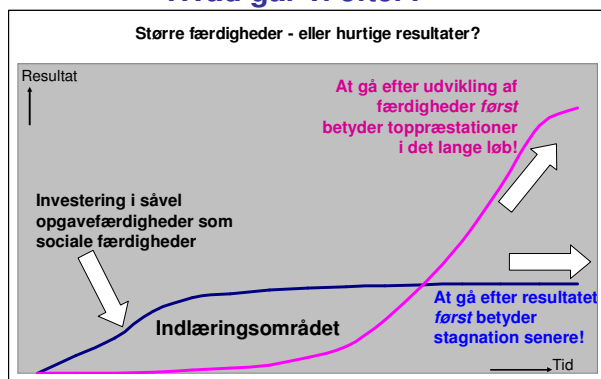 Større færdigheder - eller hurtige resultater?
Resultat
At gå efter udvikling af
færdigheder først
betyder toppræstationer
i det lange løb!
Investering i såvel
opgavefærdigheder som
sociale færdigheder
Indlæringsområdet
At gå efter resultatet
først betyder
stagnation senere!
Tid